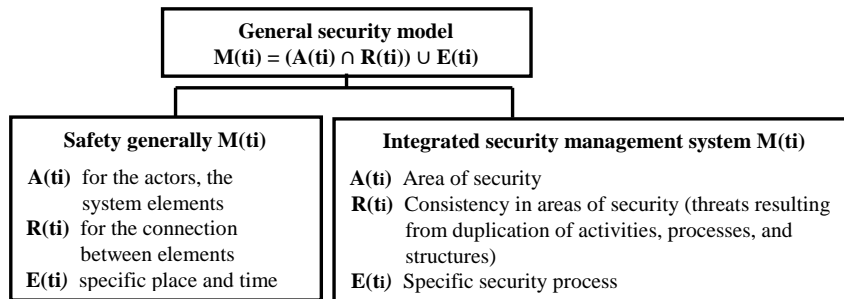 General security model
M(ti) = (A(ti) ∩ R(ti)) ∪ E(ti)
Safety generally M(ti)
A(ti) for the actors, the
system elements
R(ti) for the connection
between elements
E(ti) specific place and time
Integrated security management system M(ti)
A(ti) Area of security
R(ti) Consistency in areas of security (threats resulting
from duplication of activities, processes, and
structures)
E(ti) Specific security process